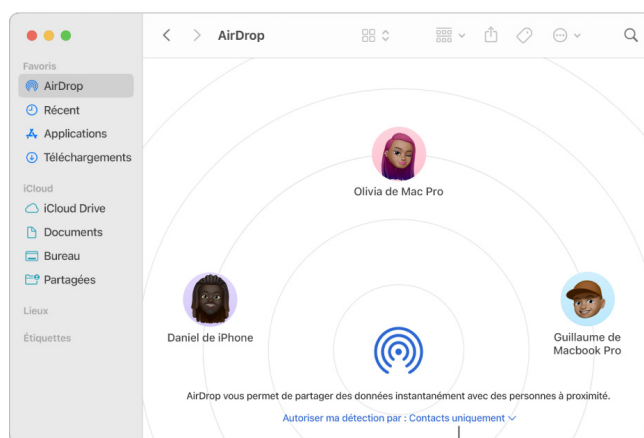 AirDrop
Favoris
AirDrop
Récent
Applications
Téléchargements
iCloud
iCloud Drive
Documents
Bureau
Partagées
Lieux
Étiquettes
Olivia de Mac Pro
Daniel de iPhone
Guillaume de
Macbook Pro
AirDrop vous permet de partager des données instantanément avec des personnes à proximité.
Autoriser ma détection par : Contacts uniquement